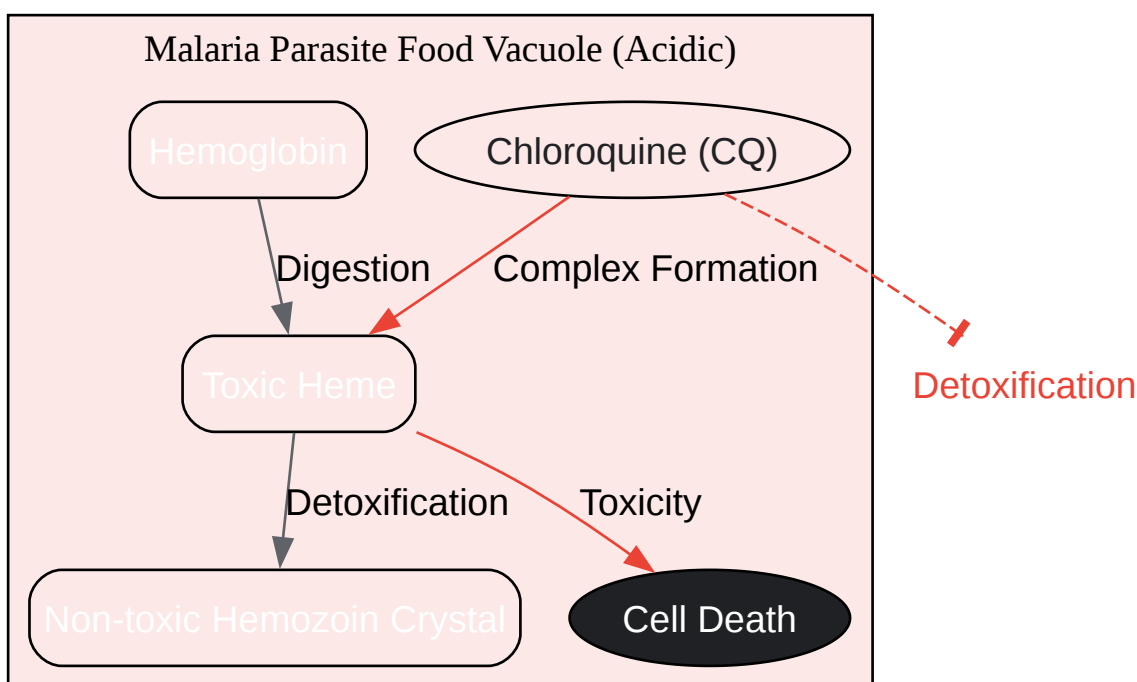 Malaria Parasite Food Vacuole (Acidic)
Hemoglobin
Chloroquine (CQ)
Digestion
Complex Formation
Toxic Heme
Detoxification
Detoxification
Toxicity
Non-toxic Hemozoin Crystal
Cell Death